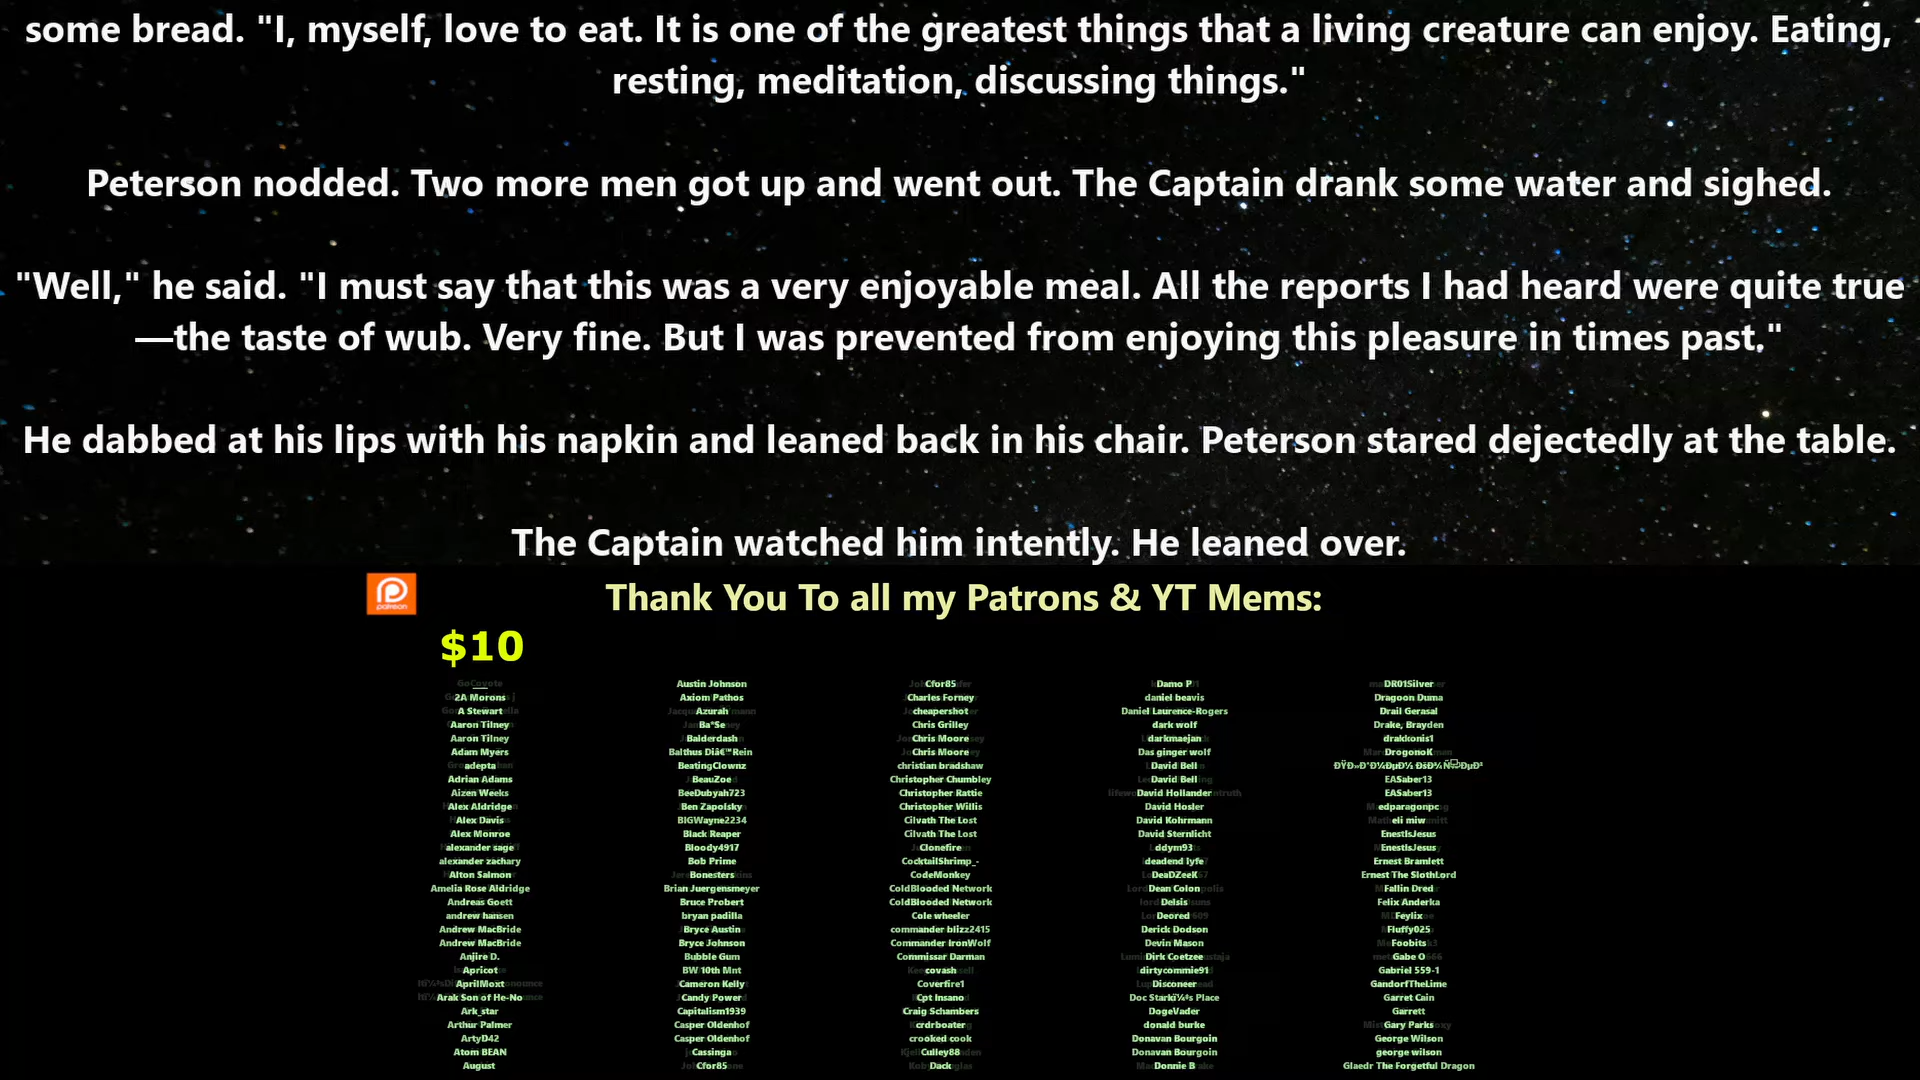 some bread. "I, myself, love to eat. It is one of the greatest things that a living creature can enjoy. Eating,
resting, meditation, discussing things."
Peterson nodded. Two more men got up and went out. The Captain drank some water and sighed.
"Well," he said. "I must say that this was a very enjoyable meal. All the reports I had heard were quite true
—the taste of wub. Very fine. But I was prevented from enjoying this pleasure in times past."
He dabbed at his lips with his napkin and leaned back in his chair. Peterson stared dejectedly at the table.
The Captain watched him intently. He leaned over.
patreon
Thank You To all my Patrons & YT Mems:
$10
2A Morons
A Stewart
Aaron Tilney
Aaron Tilney
Adam Myers
adepta
Adrian Adams
Aizen Weeks
Alex Aldridge
Alex Davis
Alex Monroe
alexander sage
alexander zachary
Alton Salmon
Amelia Rose Aldridge
Andreas Goett
andrew hansen
Andrew MacBride
Andrew MacBride
Anjire D.
Apricot
AprilMoxt
Arak Son of He-No
Ark_star
Arthur Palmer
ArtyD42
Atom BEAN
August
Austin Johnson
Axiom Pathos
Azurah
Ba*Se
Balderdash
Balthus Diâ€™Rein
BeatingClownz
BeauZoe
BeeDubyah723
Ben Zapolsky
BIGWayne2234
Black Reaper
Bloody4917
Bob Prime
Bonesters
Brian Juergensmeyer
Bruce Probert
bryan padilla
Bryce Austin
Bryce Johnson
Bubble Gum
BW 10th Mnt
Cameron Kelly
Candy Power
Capitalism1939
Casper Oldenhof
Casper Oldenhof
Cassinga
Cfor85
Cfor85
Charles Forney
cheapershot
Chris Grilley
Chris Moore
Chris Moore
christian bradshaw
Christopher Chumbley
Christopher Rattie
Christopher Willis
Cilvath The Lost
Cilvath The Lost
Clonefire
CocktailShrimp_-
CodeMonkey
ColdBlooded Network
ColdBlooded Network
Cole wheeler
commander blizz2415
Commander IronWolf
Commissar Darman
covash
Coverfire1
Cpt Insano
Craig Schambers
crdrboater
crooked cook
Culley88
Dack
Damo P
daniel beavis
Daniel Laurence-Rogers
dark wolf
darkmaejan
Das ginger wolf
David Bell
David Bell
David Hollander
David Hosler
David Kohrmann
David Sternlicht
ddym93
deadend lyfe
DeaDZeeK
Dean Colon
Delsis
Deored
Derick Dodson
Devin Mason
Dirk Coetzee
dirtycommie91
Disconeer
DogeVader
donald burke
Donavan Bourgoin
Donavan Bourgoin
Donnie B
DR01Silver
Dragoon Duma
Drail Gerasal
Drake, Brayden
drakkonis1
DrogonoK
EASaber13
EASaber13
edparagonpc
eli miw
EnestIsJesus
EnestIsJesus
Ernest Bramlett
Ernest The SlothLord
Fallin Dred
Felix Anderka
Feylix
Fluffy025
Foobits
Gabe O
Gabriel 559-1
GandorfTheLime
Garret Cain
Garrett
Gary Parks
George Wilson
george wilson
Glaedr The Forgetful Dragon